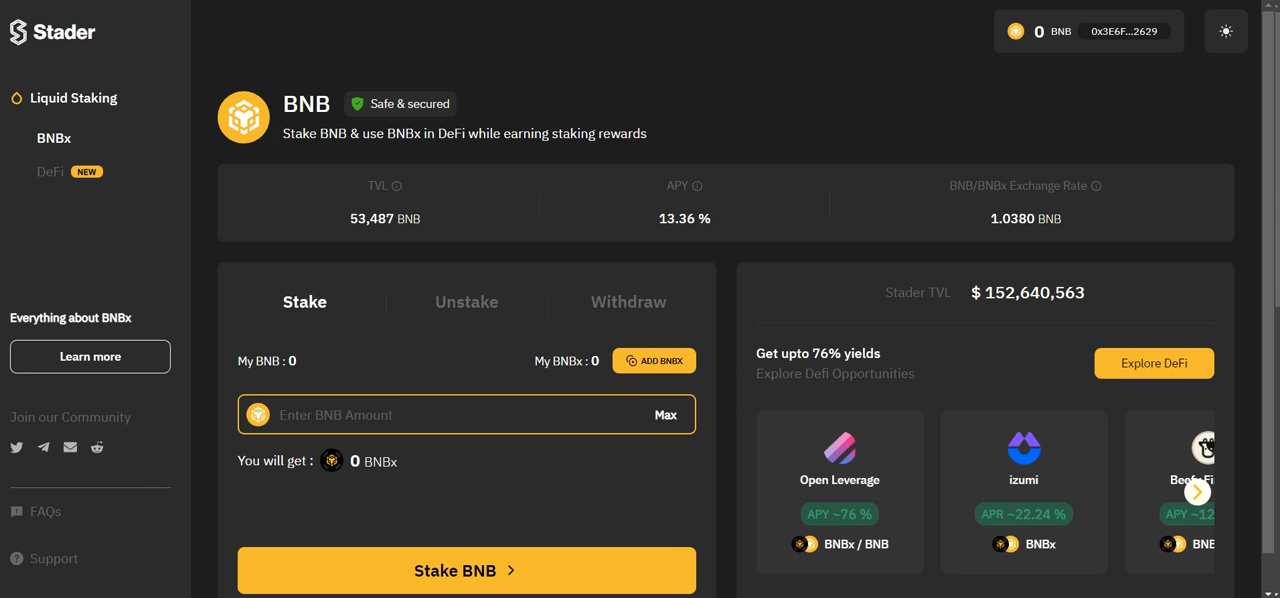 Stader
0 BNB 0x3E6F...2629
Liquid Staking
BNBx
DeFi NEW
Everything about BNBx
Learn more
Join our Community
FAQs
Support
BNB Safe & secured
Stake BNB & use BNBx in DeFi while earning staking rewards
TVL APY BNB/BNBx Exchange Rate
53,487 BNB 13.36 % 1.0380 BNB
Stake Unstake Withdraw
My BNB : 0 My BNBx : 0 ADD BNBX
Enter BNB Amount Max
You will get : 0 BNBx
Stake BNB
Stader TVL $ 152,640,563
Get upto 76% yields
Explore Defi Opportunities
Explore DeFi
Open Leverage
APY ~76 %
BNBx / BNB
izumi
APR ~22.24 %
BNBx
APY ~12